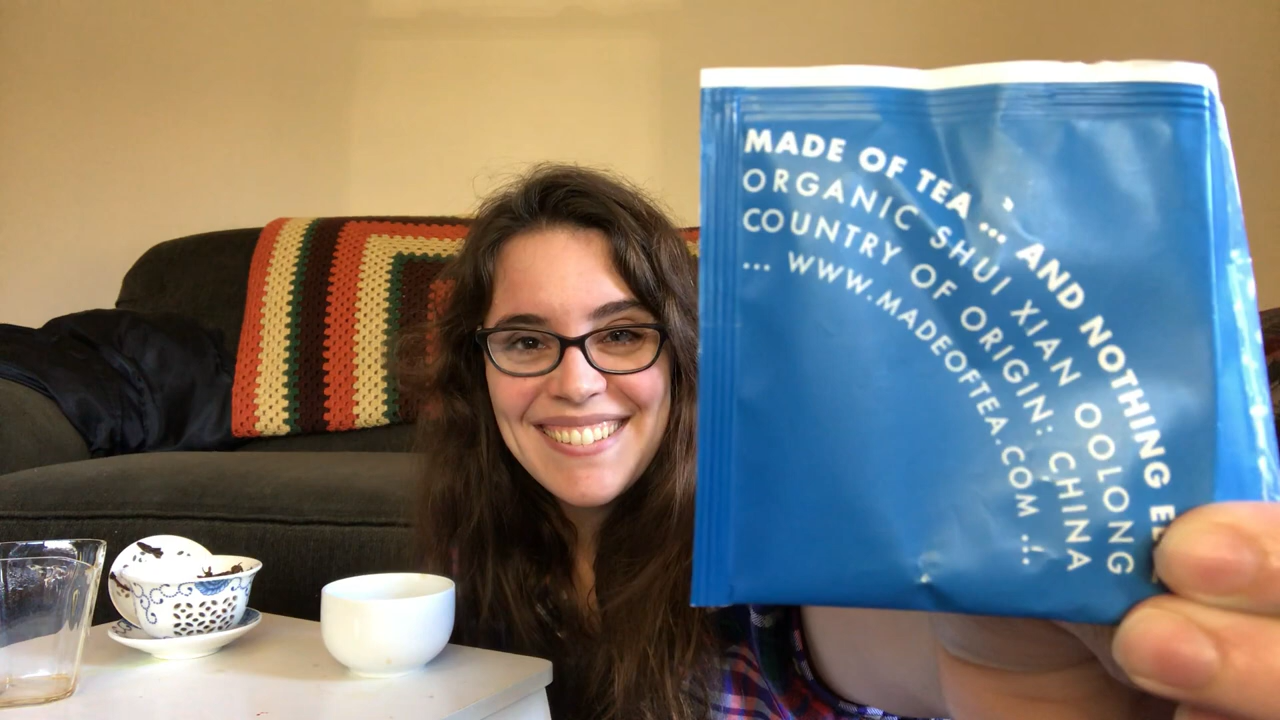 MADE OF TEA ... AND NOTHING
ORGANIC SHUI XIAN OOLONG
COUNTRY OF ORIGIN: CHINA
... WWW.MADEOFTEA.COM ...